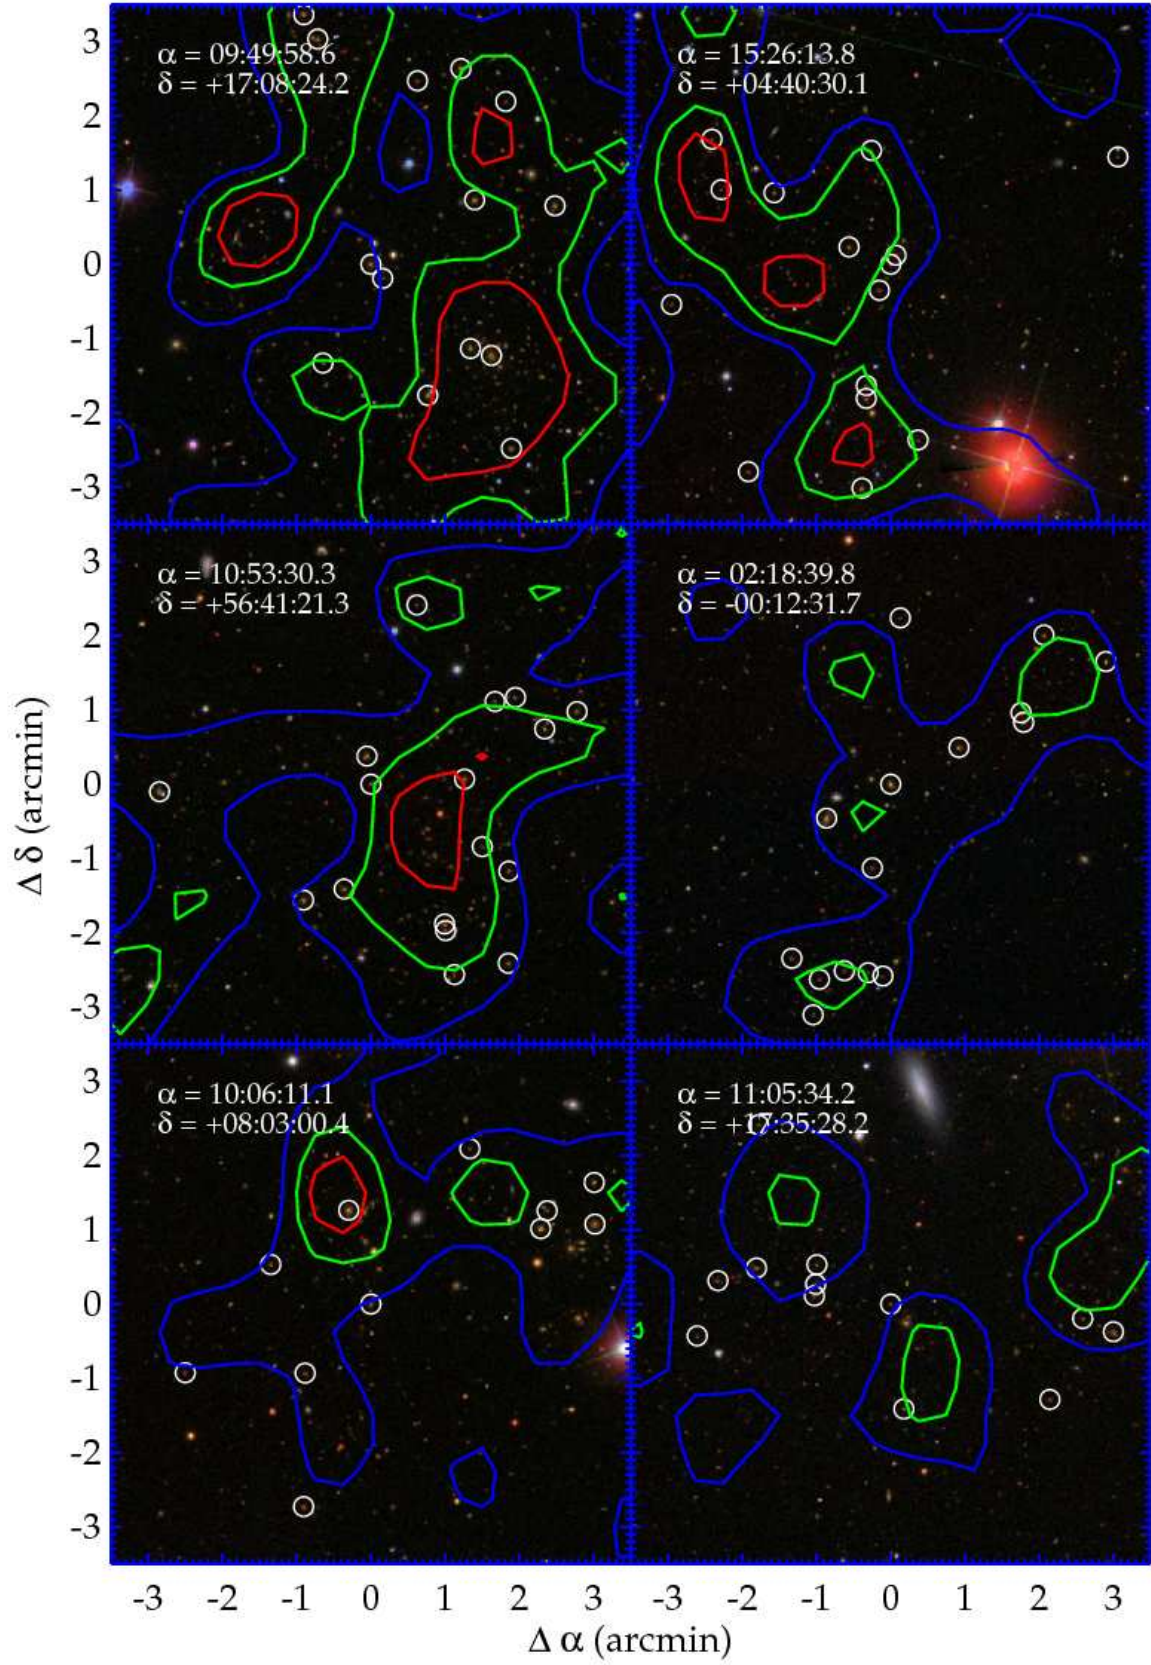 α = 09:49:58.6
δ = +17:08:24.2
α = 15:26:13.8
δ = +04:40:30.1
3
2
1
0
-1
-2
-3
α = 10:53:30.3
δ = +56:41:21.3
α = 02:18:39.8
δ = -00:12:31.7
3
2
1
0
-1
-2
-3
Δ δ (arcmin)
α = 10:06:11.1
δ = +08:03:00.4
α = 11:05:34.2
δ = +17:35:28.2
3
2
1
0
-1
-2
-3
-3 -2 -1 0 1 2 3 -3 -2 -1 0 1 2 3
Δ α (arcmin)